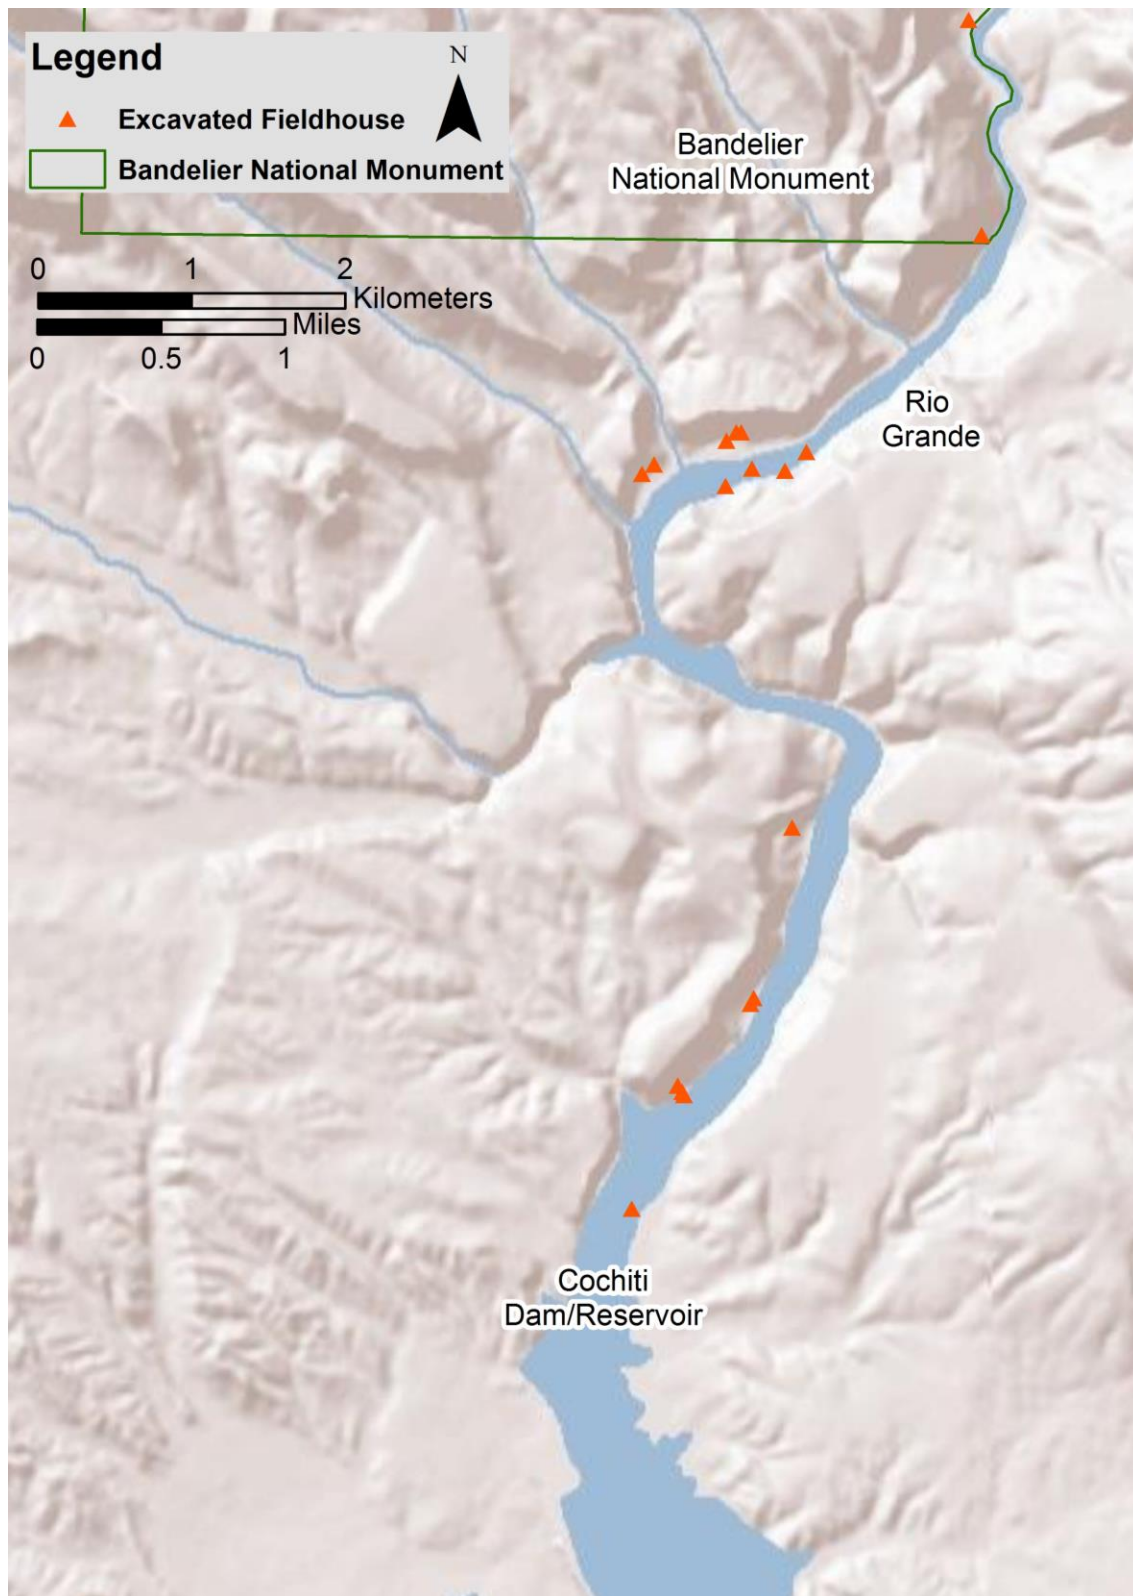 Legend
N
Excavated Fieldhouse
Bandelier National Monument
Bandelier
National Monument
0 1 2
Kilometers
Miles
0 0.5 1
Rio
Grande
Cochiti
Dam/Reservoir